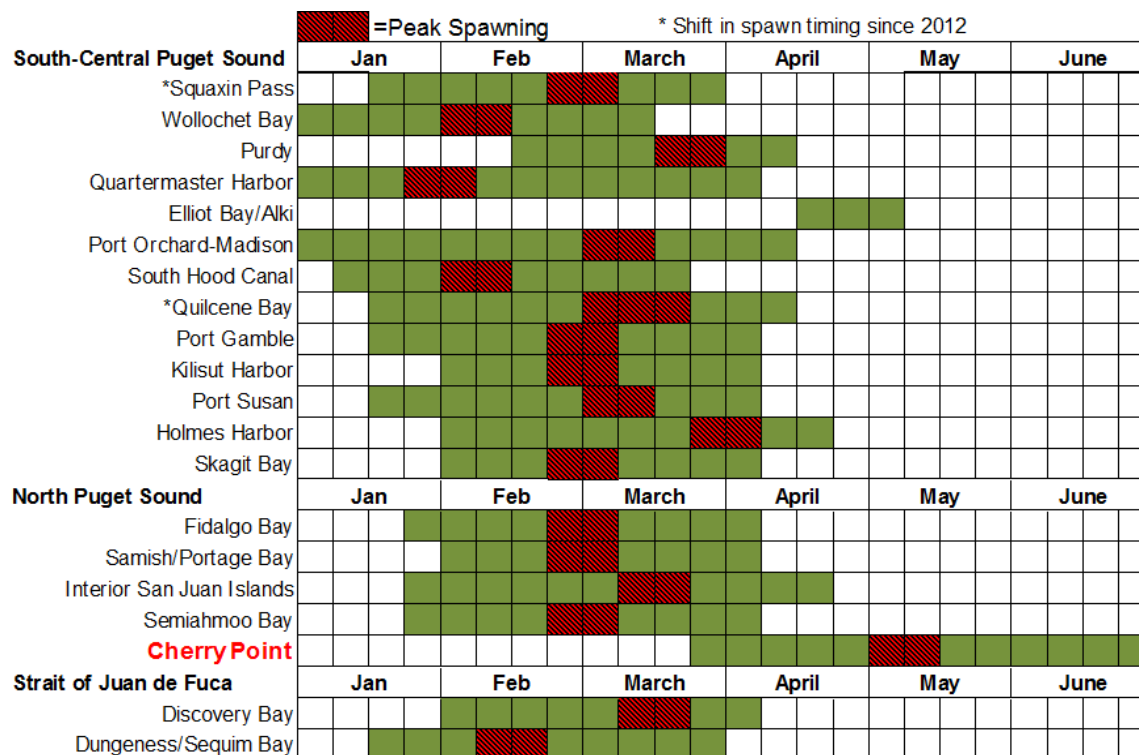 =Peak Spawning * Shift in spawn timing since 2012
South-Central Puget Sound Jan Feb March April May June
*Squaxin Pass
Wollochet Bay
Purdy
Quartermaster Harbor
Elliot Bay/Alki
Port Orchard-Madison
South Hood Canal
*Quilcene Bay
Port Gamble
Kilisut Harbor
Port Susan
Holmes Harbor
Skagit Bay
North Puget Sound Jan Feb March April May June
Fidalgo Bay
Samish/Portage Bay
Interior San Juan Islands
Semiahmoo Bay
Cherry Point
Strait of Juan de Fuca Jan Feb March April May June
Discovery Bay
Dungeness/Sequim Bay